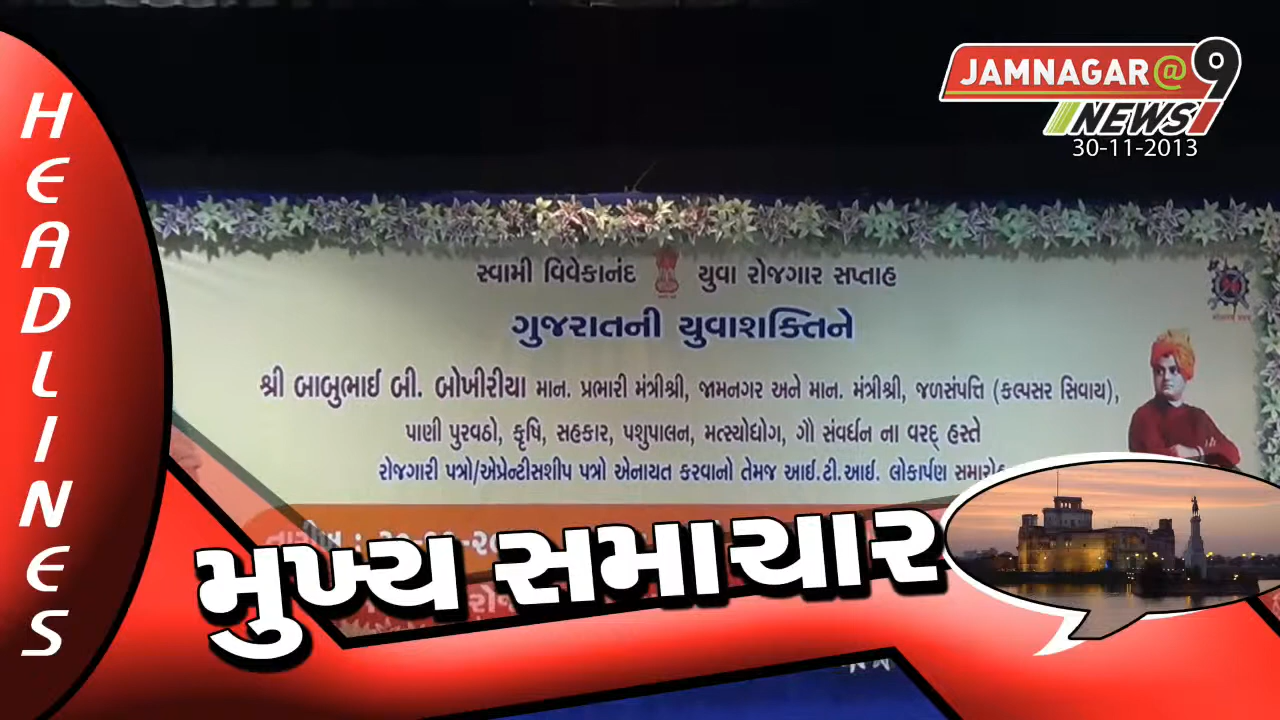 HEADLINES
JAMNAGAR@9
NEWS
30-11-2013
સ્વામી વિવેકાનંદ યુવા રોજગાર સપ્તાહ
ગુજરાતની યુવાશક્તિને
શ્રી બાબુભાઈ બી. બોખીરીયા માન. પ્રભારી મંત્રીશ્રી, જામનગર અને માન. મંત્રીશ્રી, જળસંપત્તિ (કલ્પસર સિવાય),
પાણી પુરવઠો, કૃષિ, સહકાર, પશુપાલન, મત્સ્યોધોગ, ગૌ સંવર્ધન ના વરદ્ હસ્તે
રોજગારી પત્રો/એપ્રેન્ટીસશીપ પત્રો એનાયત કરવાનો તેમજ આઈ.ટી.આઈ. લોકાર્પણ
મુખ્ય સમાચાર